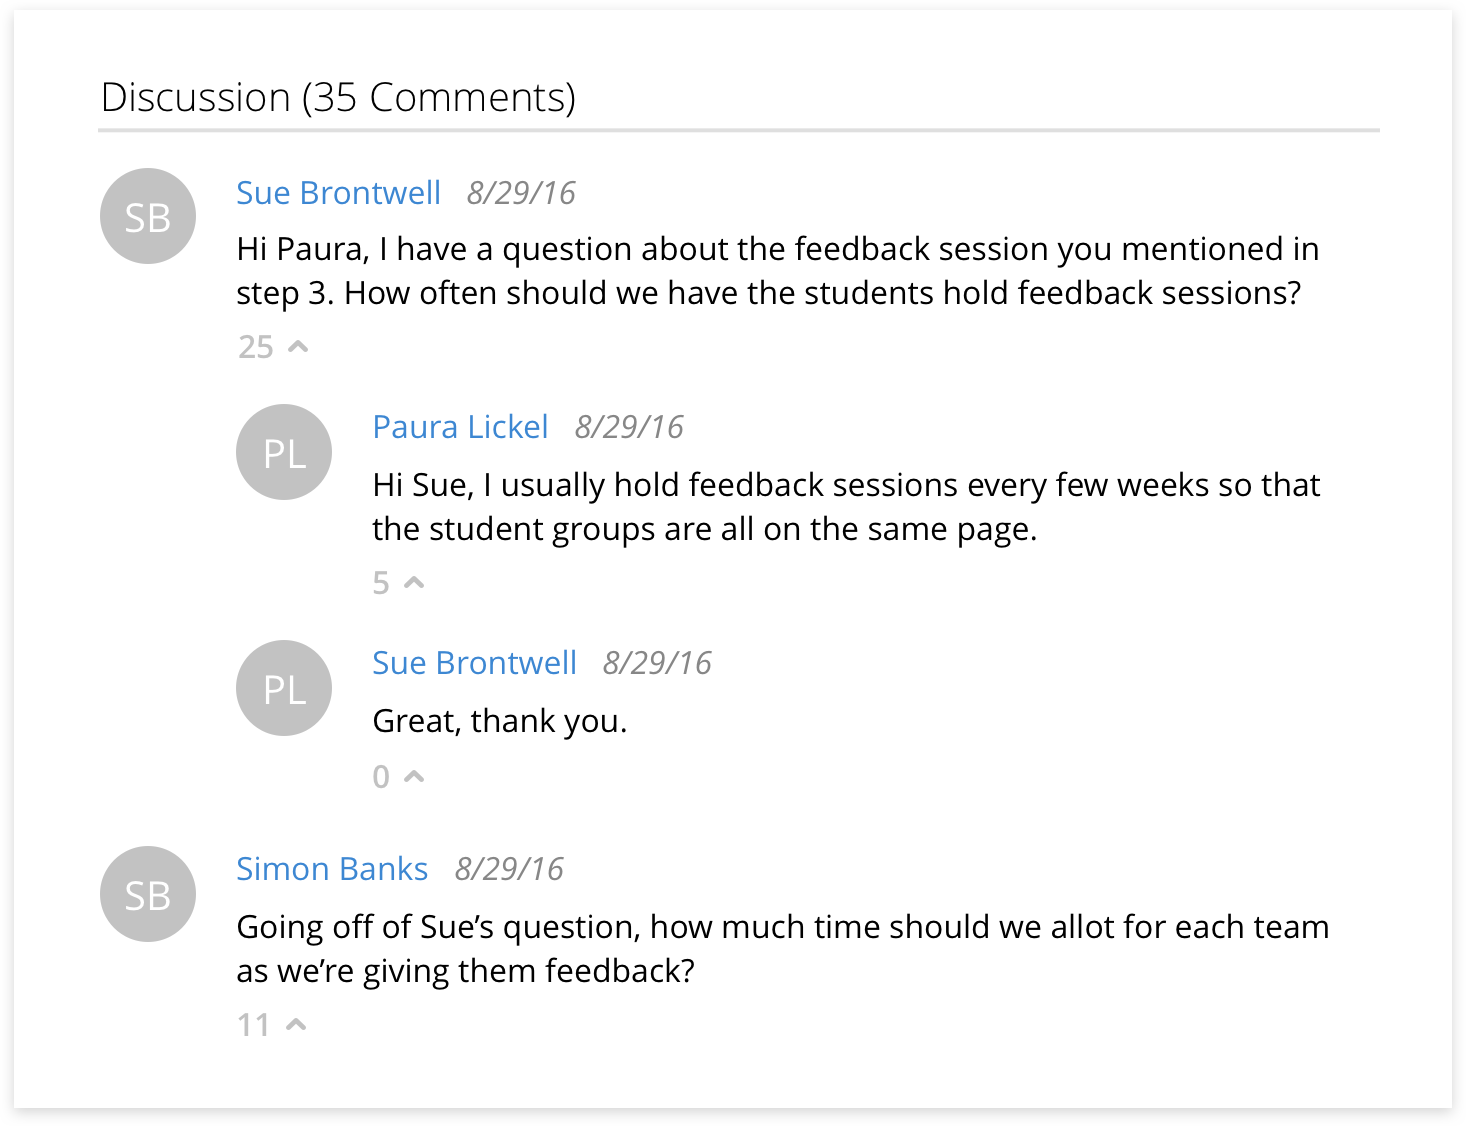 Discussion (35 Comments)
SB
Sue Brontwell 8/29/16
Hi Paura, I have a question about the feedback session you mentioned in
step 3. How often should we have the students hold feedback sessions?
25
PL
Paura Lickel 8/29/16
Hi Sue, I usually hold feedback sessions every few weeks so that
the student groups are all on the same page.
5
PL
Sue Brontwell 8/29/16
Great, thank you.
0
SB
Simon Banks 8/29/16
Going off of Sue’s question, how much time should we allot for each team
as we’re giving them feedback?
11